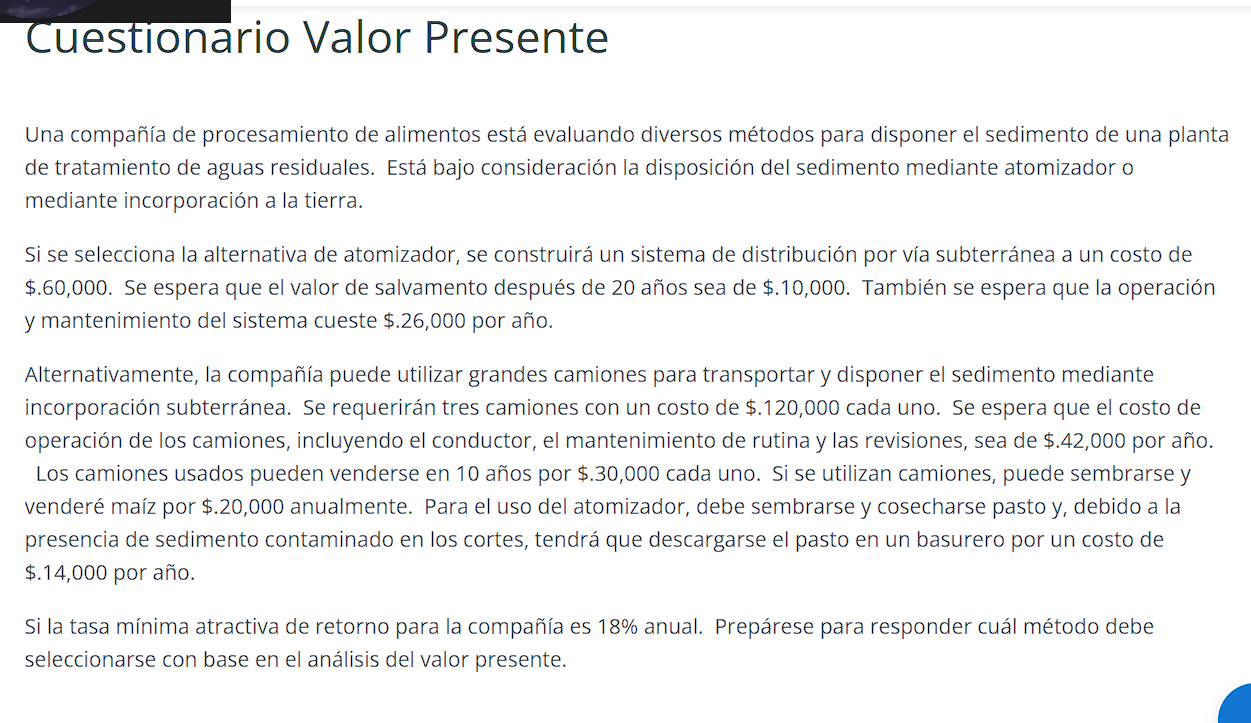 Cuestionario Valor Presente
Una compañía de procesamiento de alimentos está evaluando diversos métodos para disponer el sedimento de una planta
de tratamiento de aguas residuales.  Está bajo consideración la disposición del sedimento mediante atomizador o
mediante incorporación a la tierra.
Si se selecciona la alternativa de atomizador, se construirá un sistema de distribución por vía subterránea a un costo de
$.60,000.  Se espera que el valor de salvamento después de 20 años sea de $.10,000.  También se espera que la operación
y mantenimiento del sistema cueste $.26,000 por año.
Alternativamente, la compañía puede utilizar grandes camiones para transportar y disponer el sedimento mediante
incorporación subterránea.  Se requerirán tres camiones con un costo de $.120,000 cada uno.  Se espera que el costo de
operación de los camiones, incluyendo el conductor, el mantenimiento de rutina y las revisiones, sea de $.42,000 por año.
Los camiones usados pueden venderse en 10 años por $.30,000 cada uno.  Si se utilizan camiones, puede sembrarse y
venderé maíz por $.20,000 anualmente.  Para el uso del atomizador, debe sembrarse y cosecharse pasto y, debido a la
presencia de sedimento contaminado en los cortes, tendrá que descargarse el pasto en un basurero por un costo de
$.14,000 por año.
Si la tasa mínima atractiva de retorno para la compañía es 18% anual.  Prepárese para responder cuál método debe
seleccionarse con base en el análisis del valor presente.